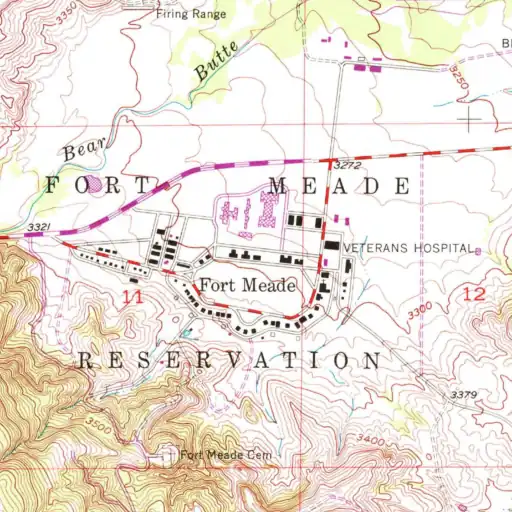 Firing Range
Butte
3250
Bear
3272
FORT MEADE
3321
VETERANS HOSPITAL
Fort Meade
11
12
3300
RESERVATION
3379
3500
3400
Fort Meade Cem